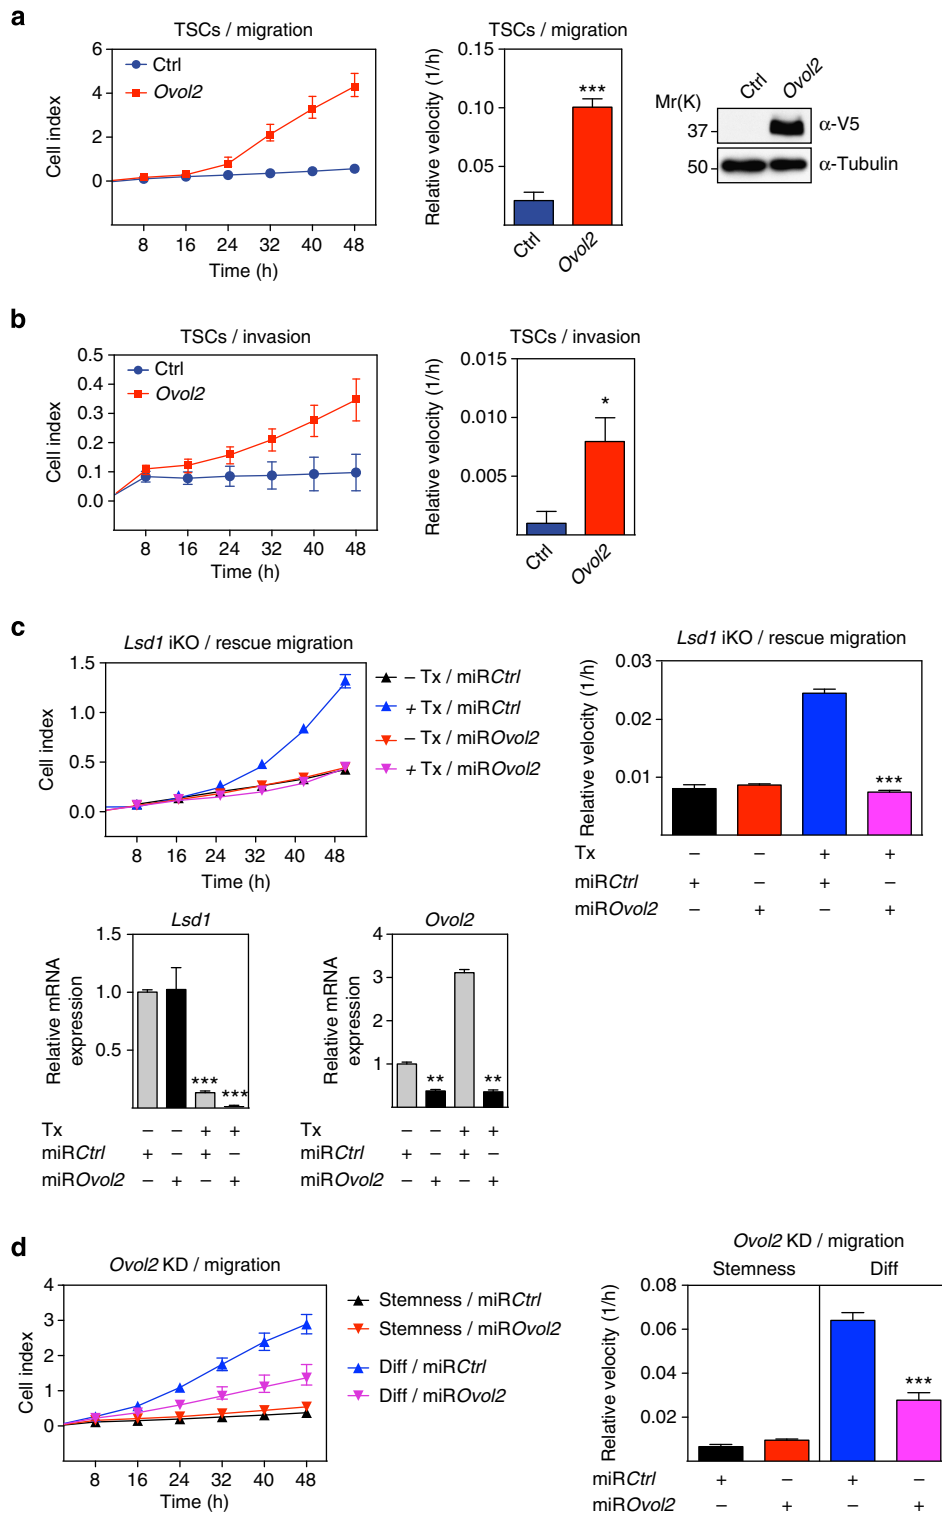 a
TSCs / migration
Cell index
6
4
2
0
Ctrl
Ovol2
8 16 24 32 40 48
Time (h)
TSCs / migration
Relative velocity (1/h)
0.15
0.10
0.05
***
Ctrl
Ovol2
Ctrl
Ovol2
Mr(K)
37
α-V5
50
α-Tubulin
b
TSCs / invasion
Cell index
0.5
0.4
0.3
0.2
0.1
0.0
Ctrl
Ovol2
8 16 24 32 40 48
Time (h)
TSCs / invasion
Relative velocity (1/h)
0.015
0.010
0.005
*
Ctrl
Ovol2
c
Lsd1 iKO / rescue migration
Cell index
1.5
1.0
0.5
0.0
8 16 24 32 40 48
Time (h)
– Tx / miRCtrl
+ Tx / miRCtrl
– Tx / miROvol2
+ Tx / miROvol2
Lsd1 iKO / rescue migration
Relative velocity (1/h)
0.03
0.02
0.01
***
Tx – – + +
miRCtrl + – + –
miROvol2 – + – +
Lsd1
Relative mRNA
expression
1.5
1.0
0.5
***
***
Tx – – + +
miRCtrl + – + –
miROvol2 – + – +
Ovol2
Relative mRNA
expression
4
3
2
1
**
**
Tx – – + +
miRCtrl + – + –
miROvol2 – + – +
d
Ovol2 KD / migration
Cell index
4
3
2
1
0
8 16 24 32 40 48
Time (h)
Stemness / miRCtrl
Stemness / miROvol2
Diff / miRCtrl
Diff / miROvol2
Ovol2 KD / migration
Stemness Diff
Relative velocity (1/h)
0.08
0.06
0.04
0.02
***
miRCtrl + – + –
miROvol2 – + – +